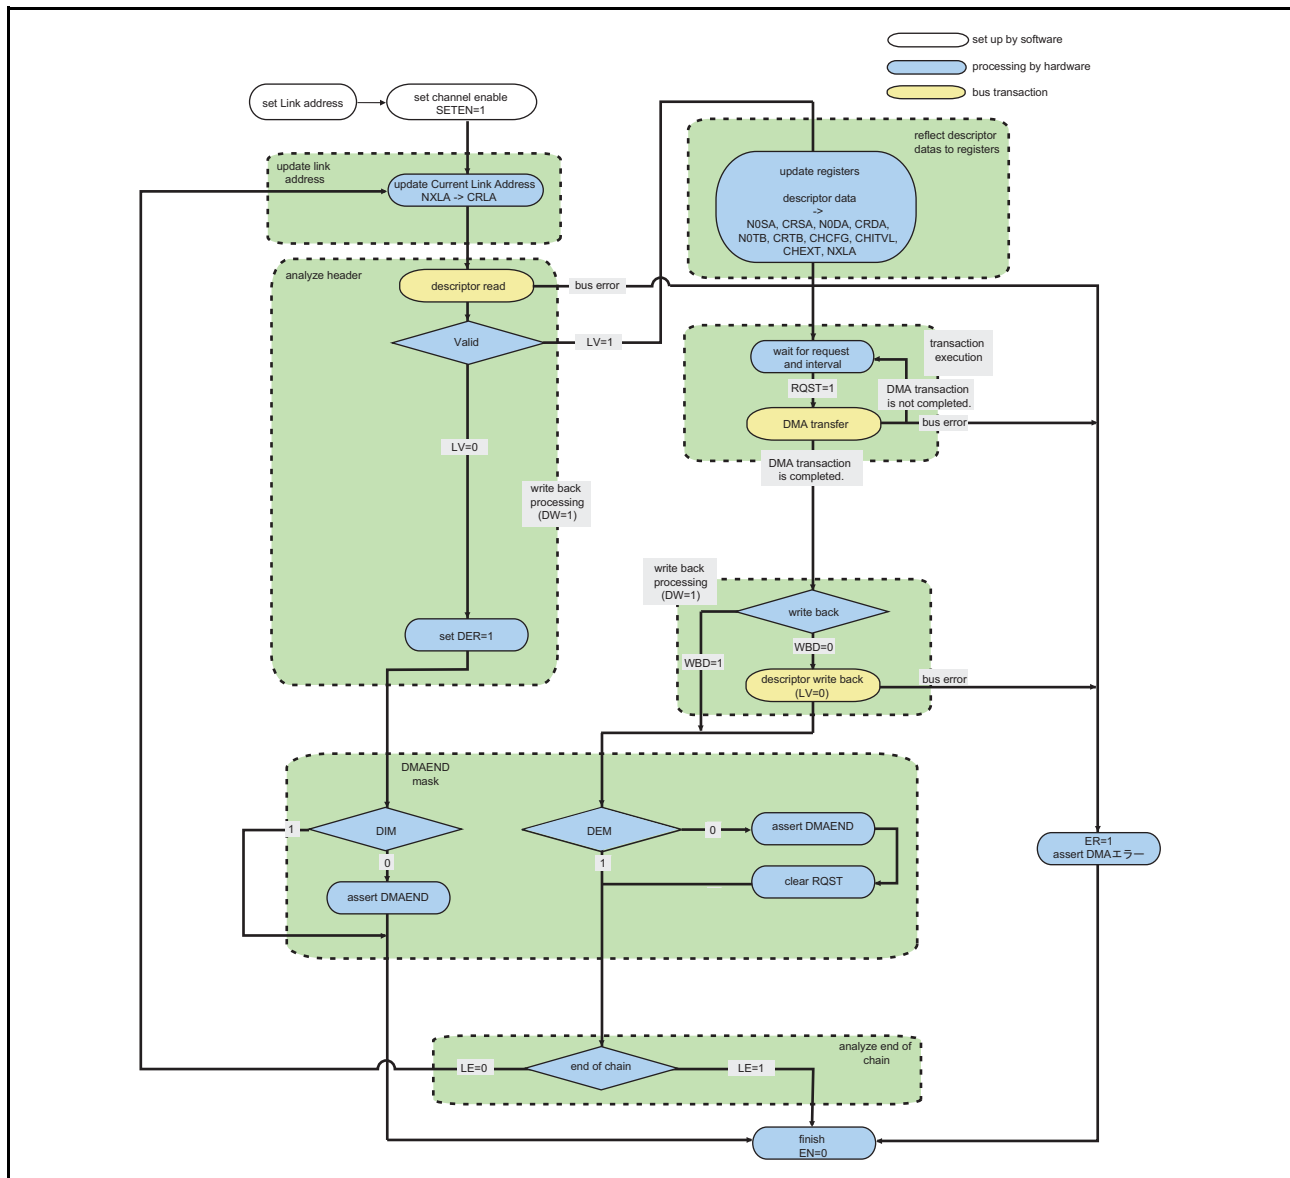 set up by software
processing by hardware
bus transaction
set Link address
set channel enable
SETEN=1
update link
address
update Current Link Address
NXLA -> CRLA
reflect descriptor
datas to registers
update registers
descriptor data
->
N0SA, CRSA, N0DA, CRDA,
N0TB, CRTB, CHCFG, CHITVL,
CHEXT, NXLA
analyze header
descriptor read
bus error
Valid
LV=1
LV=0
write back
processing
(DW=1)
set DER=1
wait for request
and interval
transaction
execution
RQST=1
DMA transaction
is not completed.
DMA transfer
bus error
DMA transaction
is completed.
write back
processing
(DW=1)
write back
WBD=0
WBD=1
descriptor write back
(LV=0)
bus error
DMAEND
mask
DIM
1
0
assert DMAEND
DEM
0
1
assert DMAEND
clear RQST
ER=1
assert DMAエラー
analyze end of
chain
LE=0
end of chain
LE=1
finish
EN=0